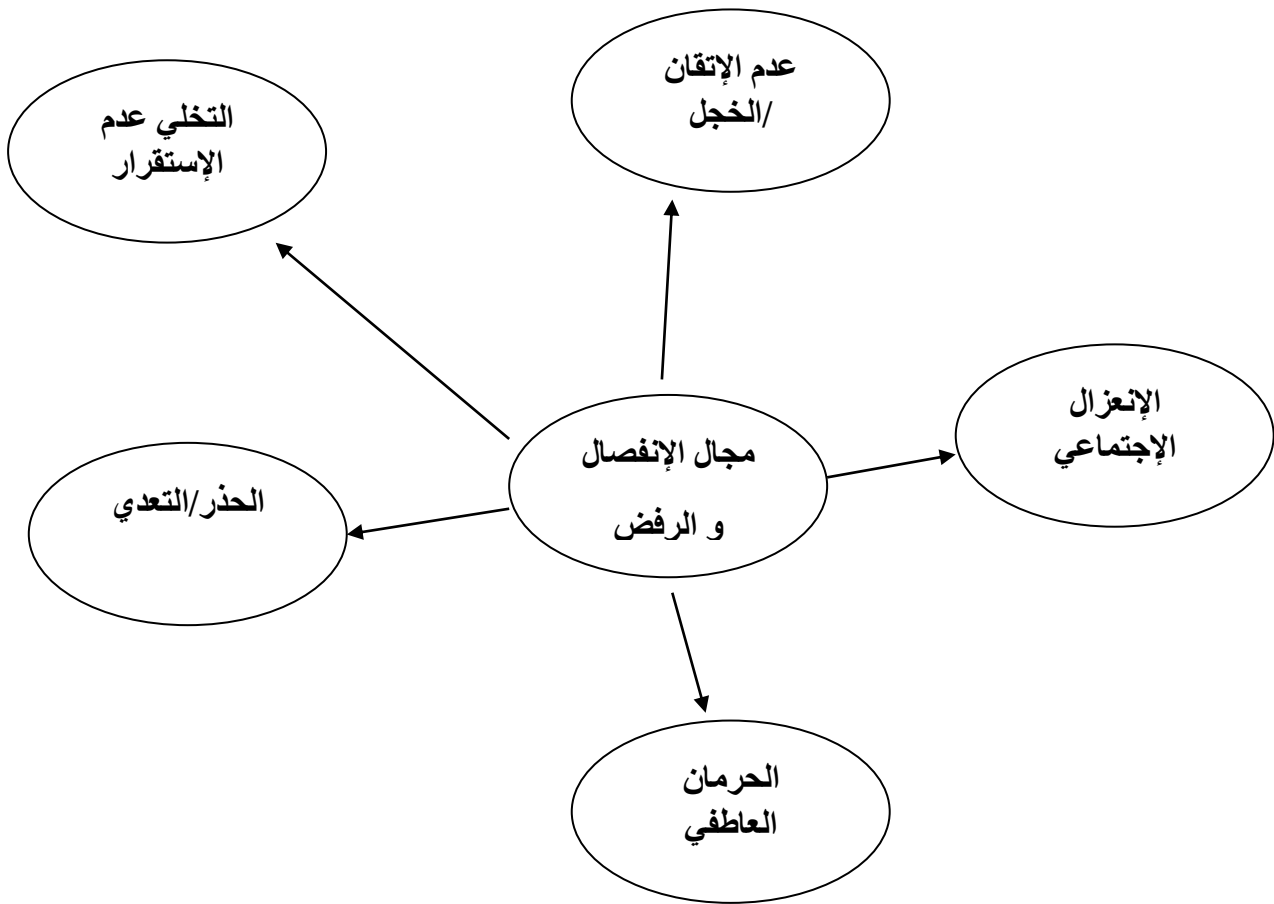 عدم الإتقان
/الخجل
التخلي عدم
الإستقرار
الإنعزال
الإجتماعي
مجال الإنفصال
و الرفض
الحذر/التعدي
الحرمان
العاطفي